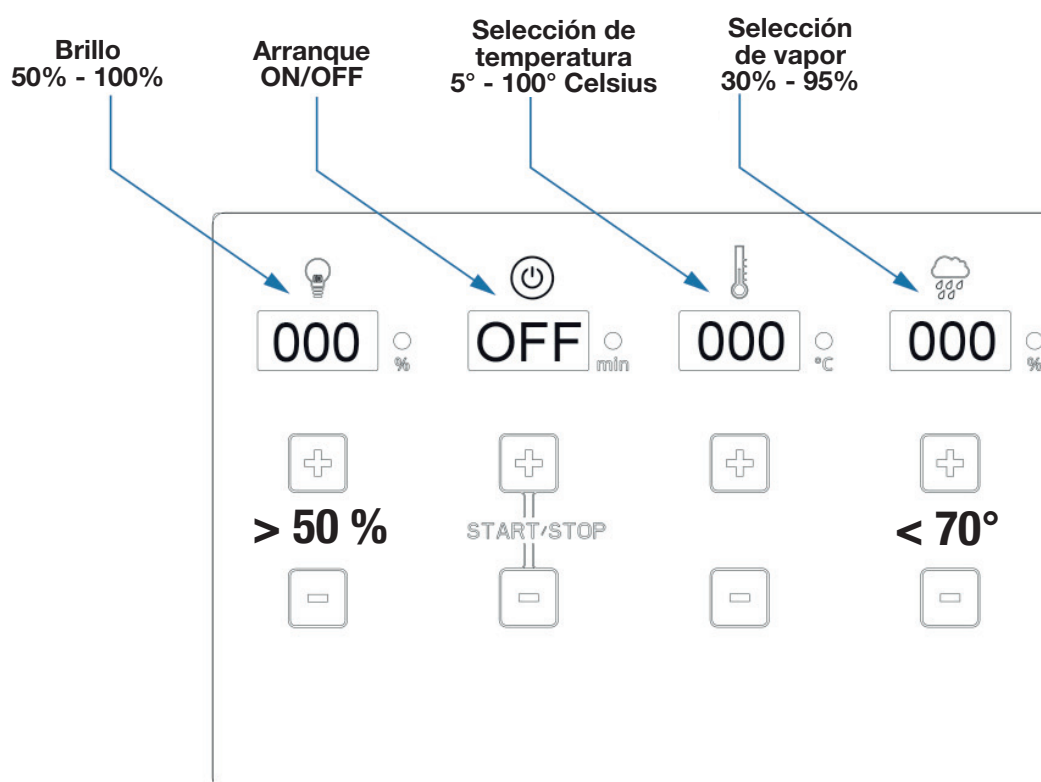 Brillo
50% - 100%
Arranque
ON/OFF
Selección de
temperatura
5° - 100° Celsius
Selección
de vapor
30% - 95%
000
%
OFF
min
000
°C
000
%
> 50 %
START/STOP
< 70°